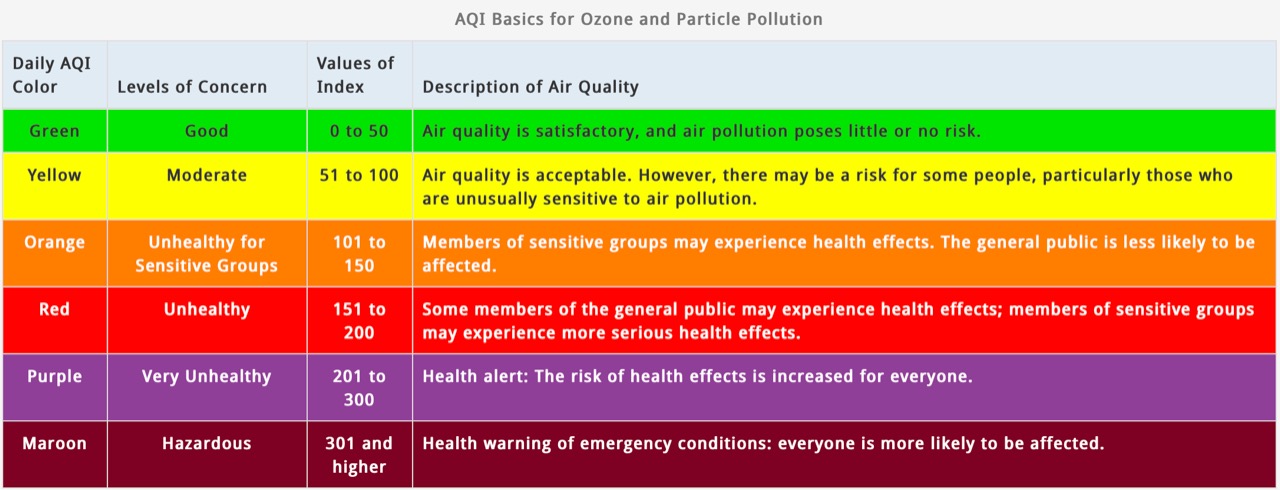 AQI Basics for Ozone and Particle Pollution
Daily AQI
Color
Levels of Concern
Values of
Index
Description of Air Quality
Green
Good
0 to 50
Air quality is satisfactory, and air pollution poses little or no risk.
Yellow
Moderate
51 to 100
Air quality is acceptable. However, there may be a risk for some people, particularly those who
are unusually sensitive to air pollution.
Orange
Unhealthy for
Sensitive Groups
101 to
150
Members of sensitive groups may experience health effects. The general public is less likely to be
affected.
Red
Unhealthy
151 to
200
Some members of the general public may experience health effects; members of sensitive groups
may experience more serious health effects.
Purple
Very Unhealthy
201 to
300
Health alert: The risk of health effects is increased for everyone.
Maroon
Hazardous
301 and
higher
Health warning of emergency conditions: everyone is more likely to be affected.